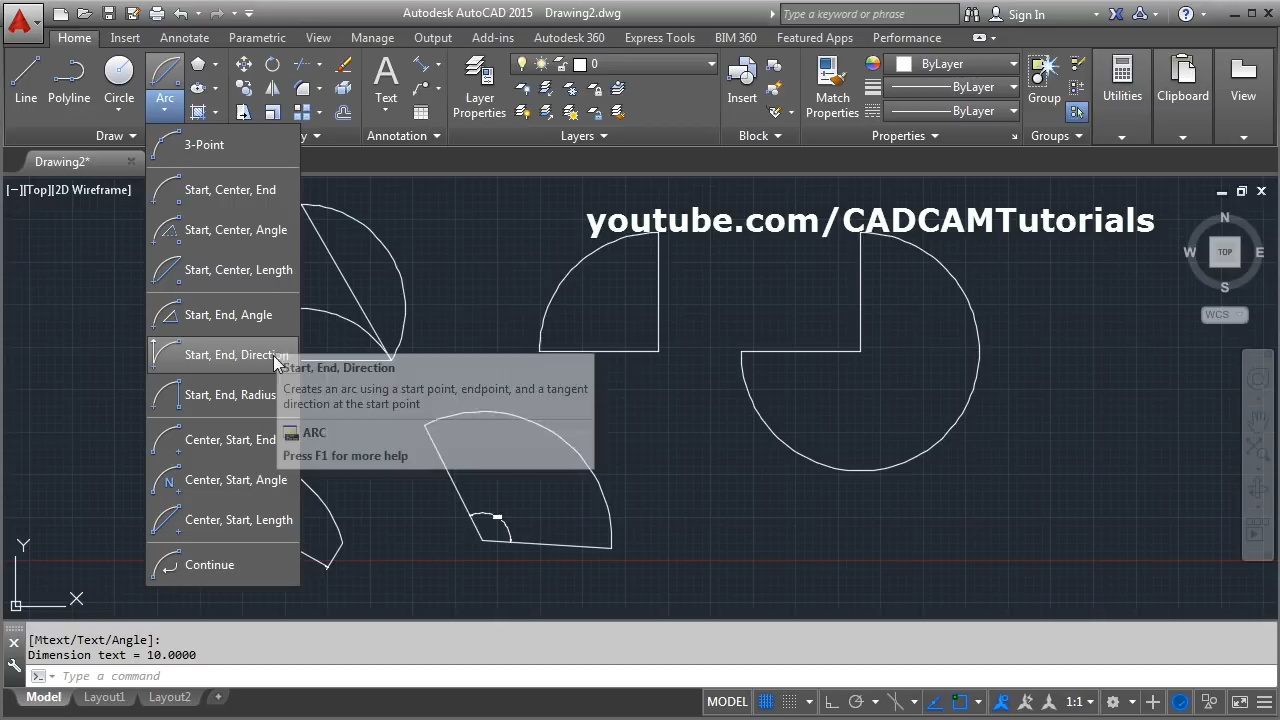 Autodesk AutoCAD 2015 Drawing2.dwg
Type a keyword or phrase
Sign In
Home Insert Annotate Parametric View Manage Output Add-ins Autodesk 360 Express Tools BIM 360 Featured Apps Performance
Line Polyline Circle Arc
Text
Layer Properties
0
Insert
Match Properties
ByLayer
ByLayer
ByLayer
Group
Utilities
Clipboard
View
Draw
Annotation
Layers
Block
Properties
Groups
Drawing2*
[−][Top][2D Wireframe]
youtube.com/CADCAMTutorials
N
W TOP E
S
WCS
3-Point
Start, Center, End
Start, Center, Angle
Start, Center, Length
Start, End, Angle
Start, End, Direction
Start, End, Radius
Center, Start, End
Center, Start, Angle
Center, Start, Length
Continue
Start, End, Direction
Creates an arc using a start point, endpoint, and a tangent
direction at the start point
ARC
Press F1 for more help
Y
X
[Mtext/Text/Angle]:
Dimension text = 10.0000
Type a command
Model Layout1 Layout2 +
MODEL
1:1